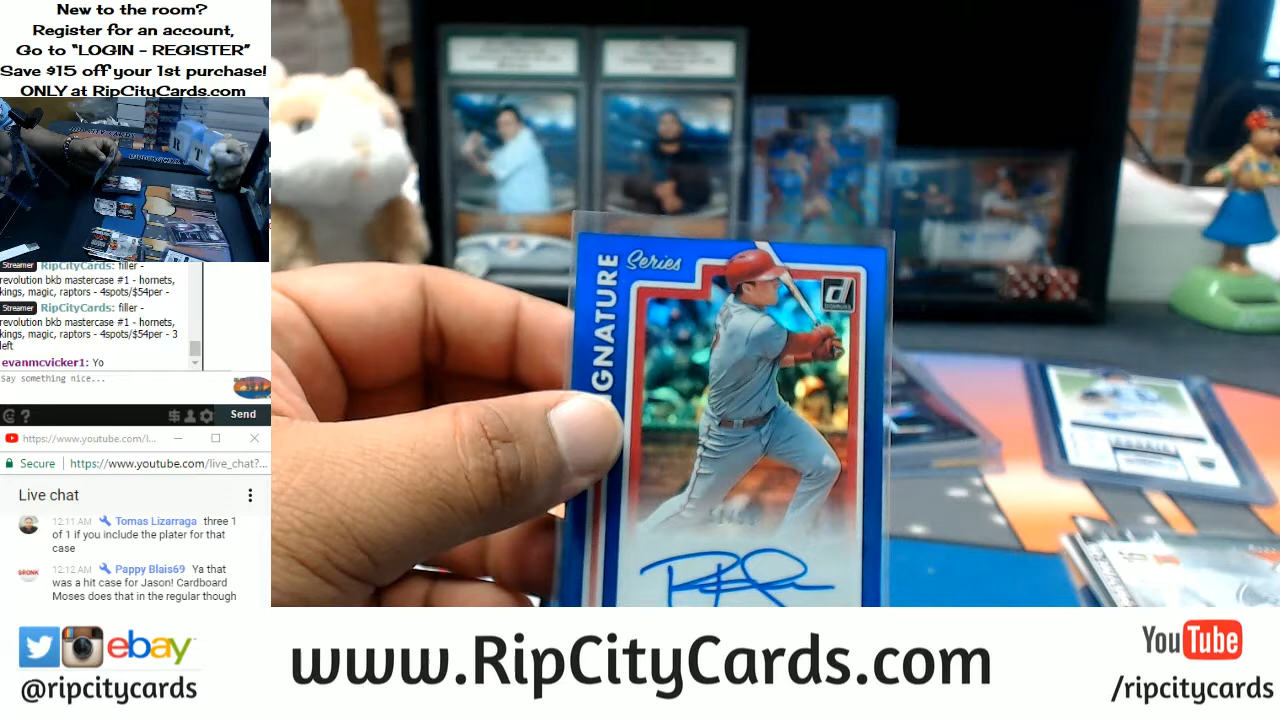 New to the room?
Register for an account,
Go to “LOGIN - REGISTER”
Save $15 off your 1st purchase!
ONLY at RipCityCards.com
Streamer RipCityCards: filler -
revolution bkb mastercase #1 - hornets,
kings, magic, raptors - 4spots/$54per -
Streamer RipCityCards: filler -
revolution bkb mastercase #1 - hornets,
kings, magic, raptors - 4spots/$54per - 3
left
evanmcvicker1: Yo
Say something nice...
Send
https://www.youtube.com/l...
Secure https://www.youtube.com/live_chat?...
Live chat
12:11 AM Tomas Lizarraga three 1
of 1 if you include the plater for that
case
SRONK
12:12 AM Pappy Blais69 Ya that
was a hit case for Jason! Cardboard
Moses does that in the regular though
ebay
@ripcitycards
SIGNATURE
Series
d
DONRUSS
www.RipCityCards.com
YouTube
/ripcitycards